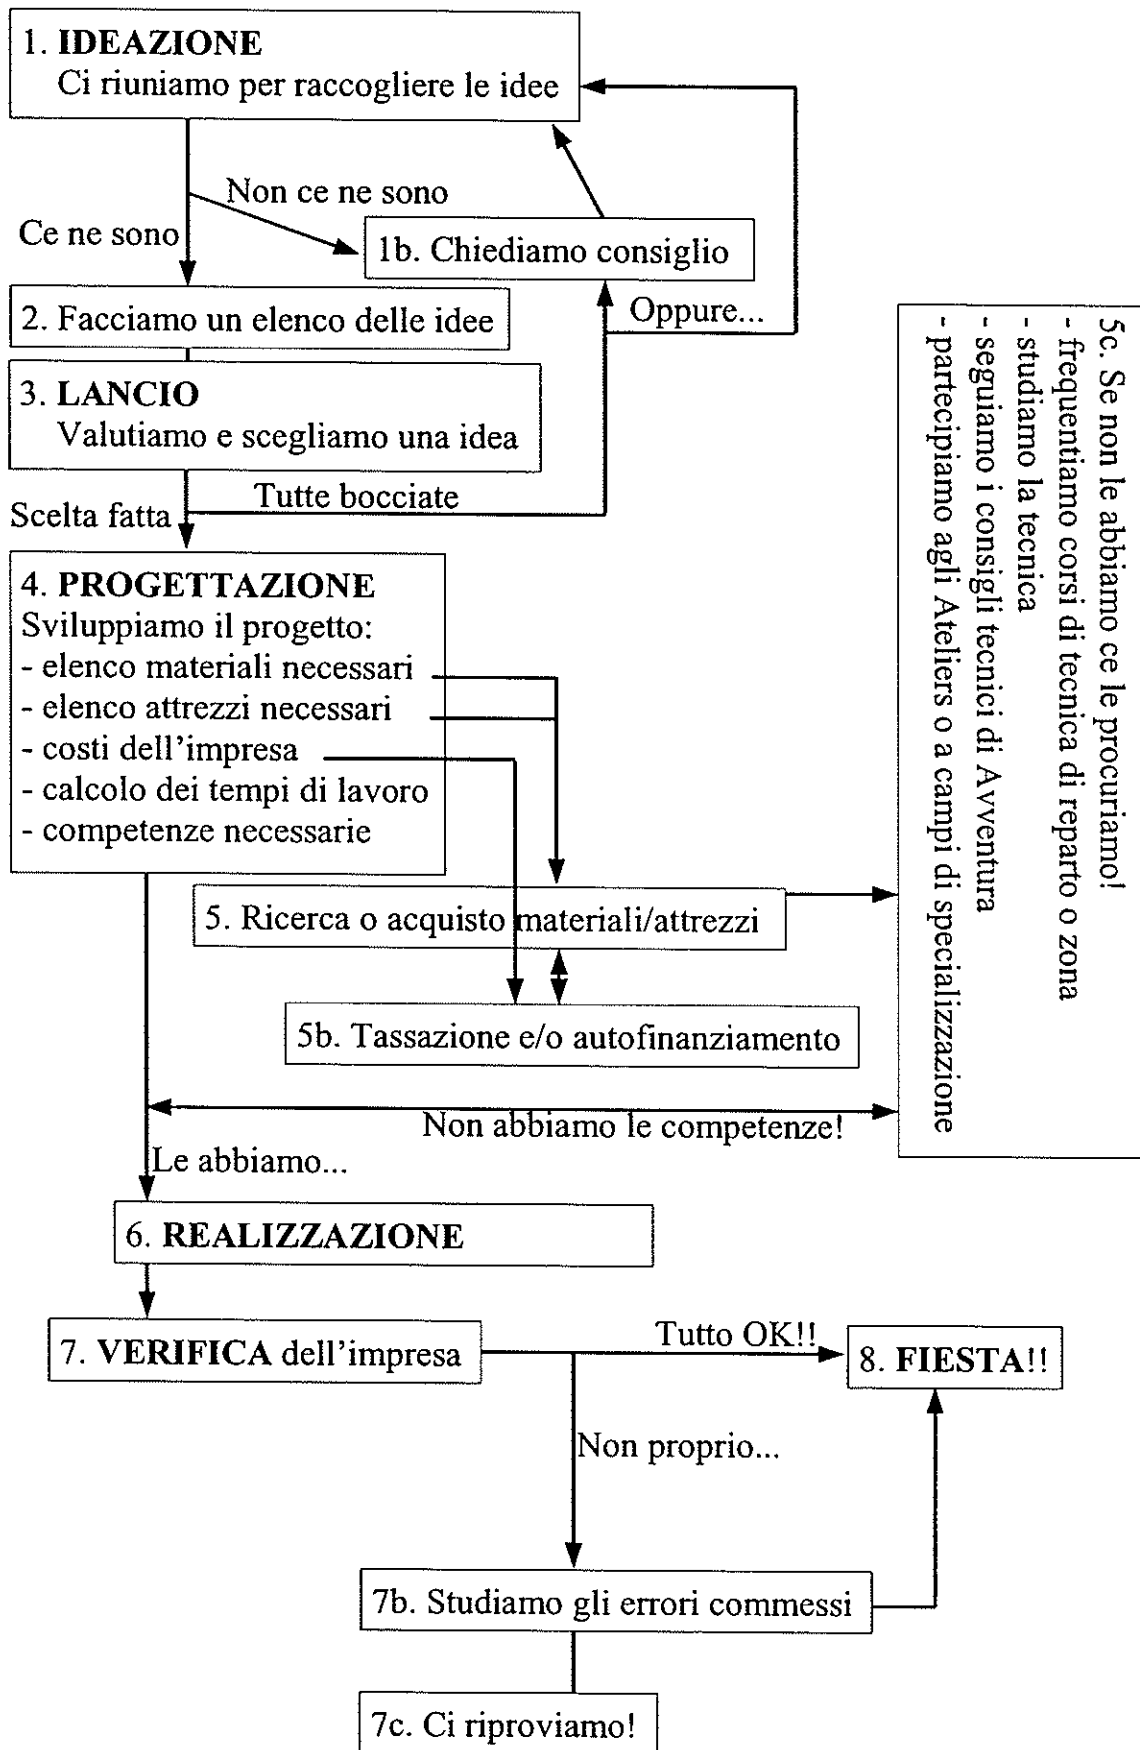 1. IDEAZIONE
Ci riuniamo per raccogliere le idee
Non ce ne sono
Ce ne sono
1b. Chiediamo consiglio
2. Facciamo un elenco delle idee
Oppure...
3. LANCIO
Valutiamo e scegliamo una idea
Tutte bocciate
Scelta fatta
4. PROGETTAZIONE
Sviluppiamo il progetto:
- elenco materiali necessari
- elenco attrezzi necessari
- costi dell'impresa
- calcolo dei tempi di lavoro
- competenze necessarie
5. Ricerca o acquisto materiali/attrezzi
5b. Tassazione e/o autofinanziamento
5c. Se non le abbiamo ce le procuriamo!
- frequentiamo corsi di tecnica di reparto o zona
- studiamo la tecnica
- seguiamo i consigli tecnici di Avventura
- partecipiamo agli Ateliers o a campi di specializzazione
Non abbiamo le competenze!
Le abbiamo...
6. REALIZZAZIONE
7. VERIFICA dell'impresa
Tutto OK!!
8. FIESTA!!
Non proprio...
7b. Studiamo gli errori commessi
7c. Ci riproviamo!